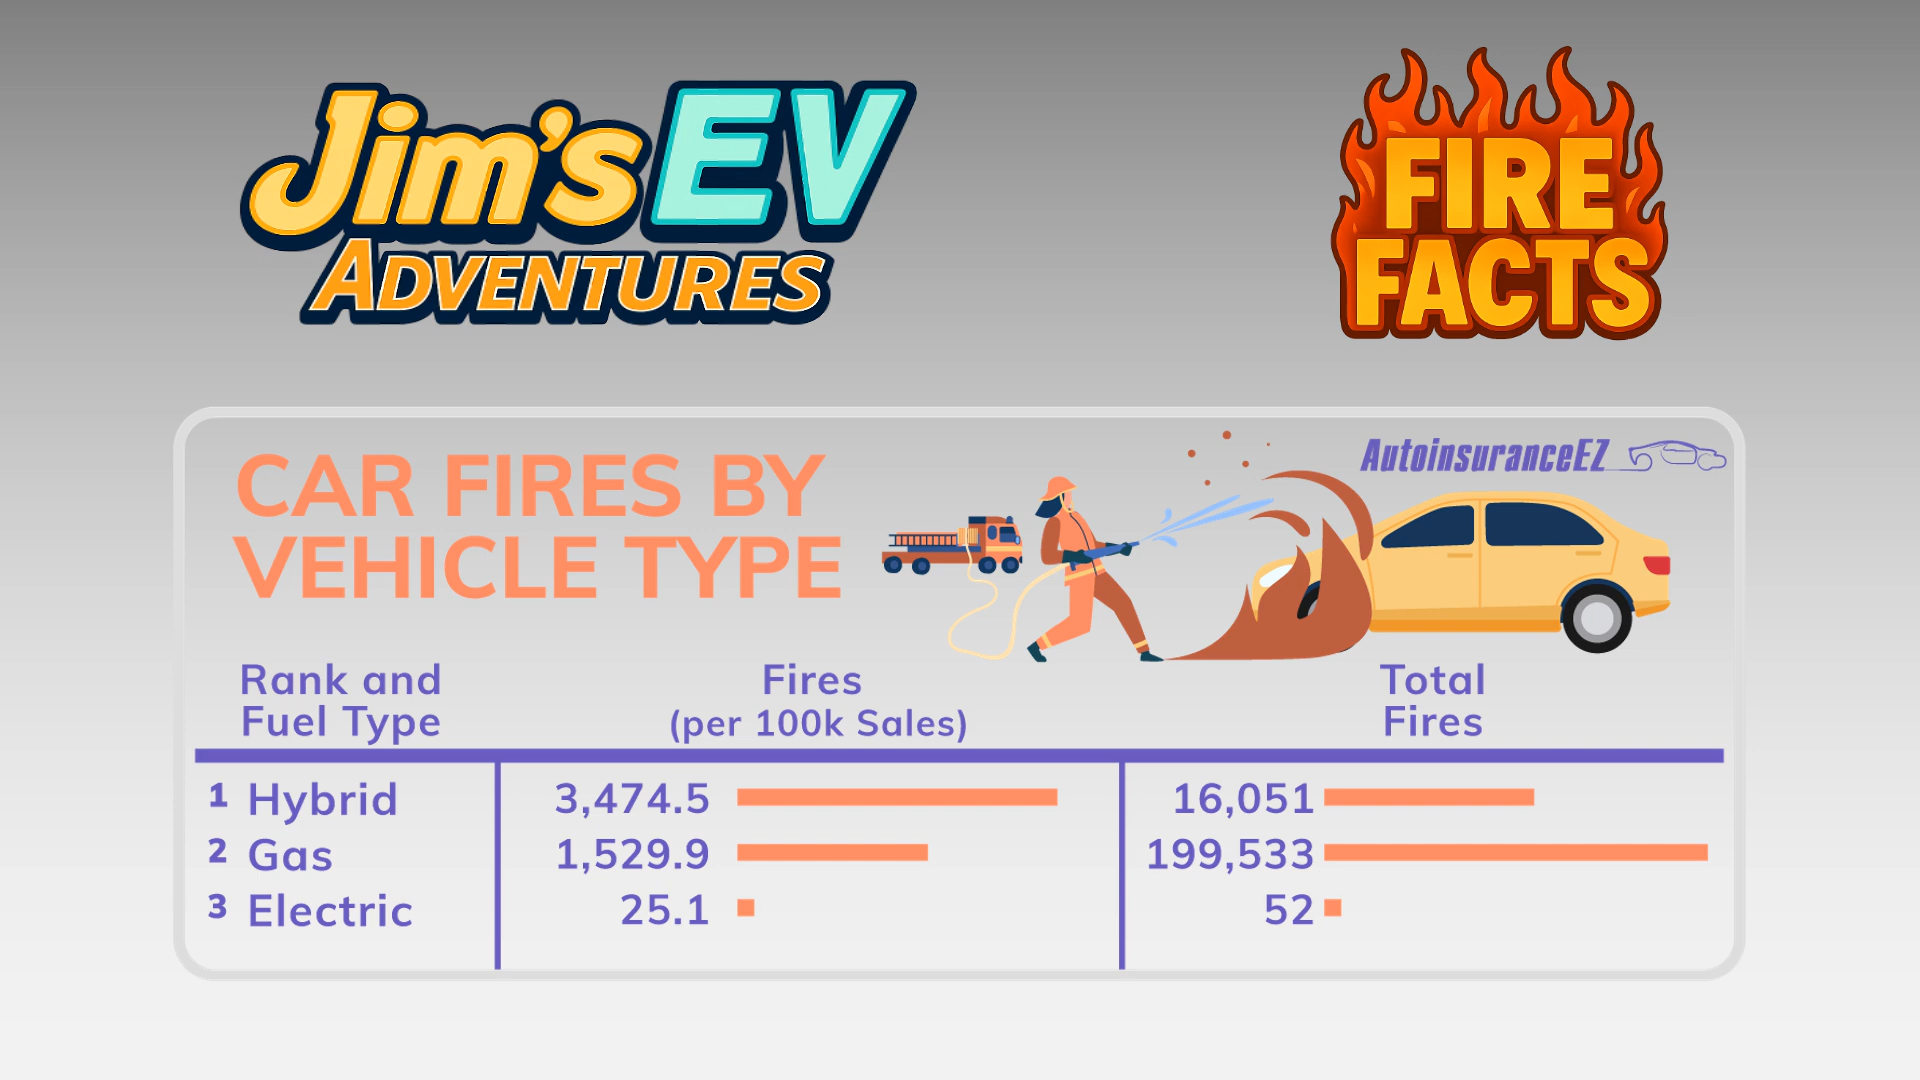 Jim's EV
ADVENTURES
FIRE
FACTS
CAR FIRES BY
VEHICLE TYPE
AutoinsuranceEZ
Rank and
Fuel Type
Fires
(per 100k Sales)
Total
Fires
1 Hybrid 3,474.5 16,051
2 Gas 1,529.9 199,533
3 Electric 25.1 52